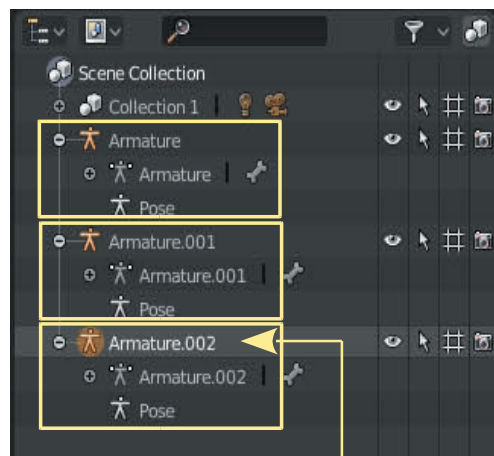 Scene Collection
Collection 1
Armature
Armature
Pose
Armature.001
Armature.001
Pose
Armature.002
Armature.002
Pose